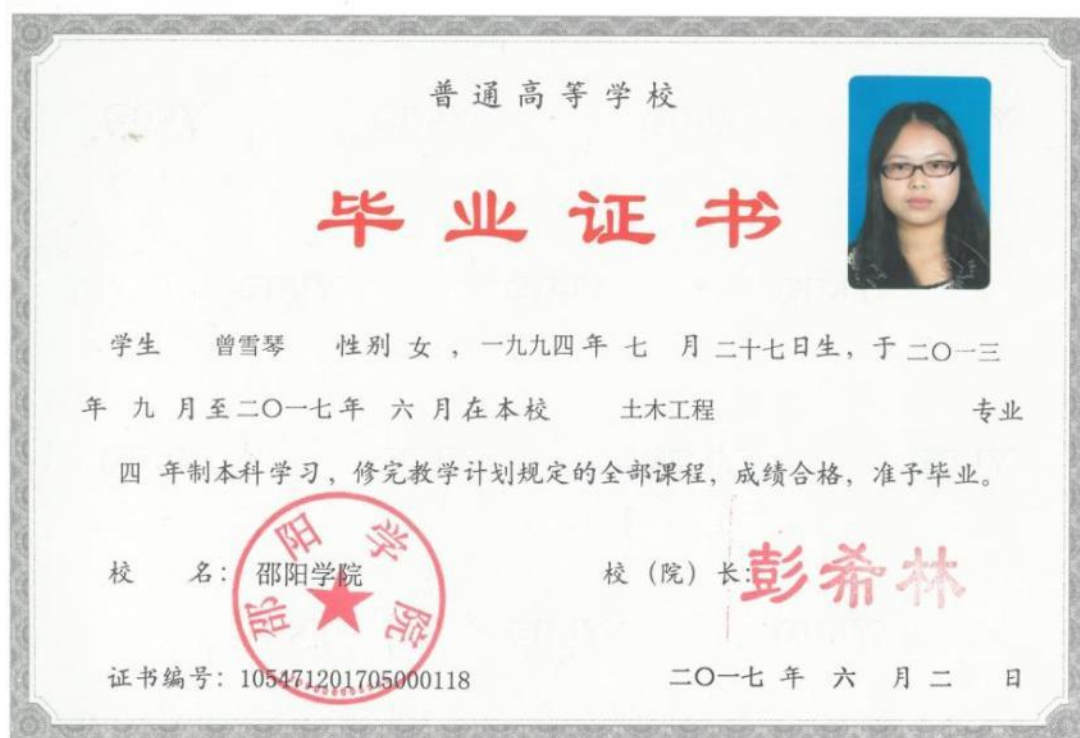 普通高等学校
毕业证书
学生 曾雪琴 性别 女 ，一九九四年 七 月 二十七日生，于 二〇一三
年 九 月至二〇一七年 六 月在本校 土木工程 专业
四 年制本科学习，修完教学计划规定的全部课程，成绩合格，准予毕业。
邵阳学院
校 名：邵阳学院 校（院）长：彭希林
证书编号：105471201705000118 二〇一七 年 六 月 二 日